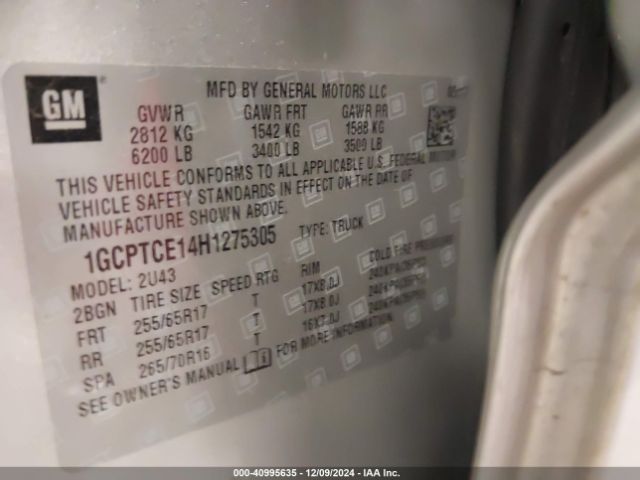 GM
MFD BY GENERAL MOTORS LLC
GVWR GAWR FRT GAWR RR
2812 KG 1542 KG 1588 KG
6200 LB 3400 LB 3500 LB
THIS VEHICLE CONFORMS TO ALL APPLICABLE U.S. FEDERAL MOTOR
VEHICLE SAFETY STANDARDS IN EFFECT ON THE DATE OF
MANUFACTURE SHOWN ABOVE.
1GCPTCE14H1275305 TYPE: TRUCK
MODEL: 2U43
2BGN TIRE SIZE SPEED RTG RIM COLD TIRE PRESSURE
FRT 255/65R17 T 17X8.0J
RR 255/65R17 T 17X8.0J
SPA 265/70R16 T 16X7.0J
SEE OWNER'S MANUAL FOR MORE INFORMATION.
000-40995635 - 12/09/2024 - IAA Inc.